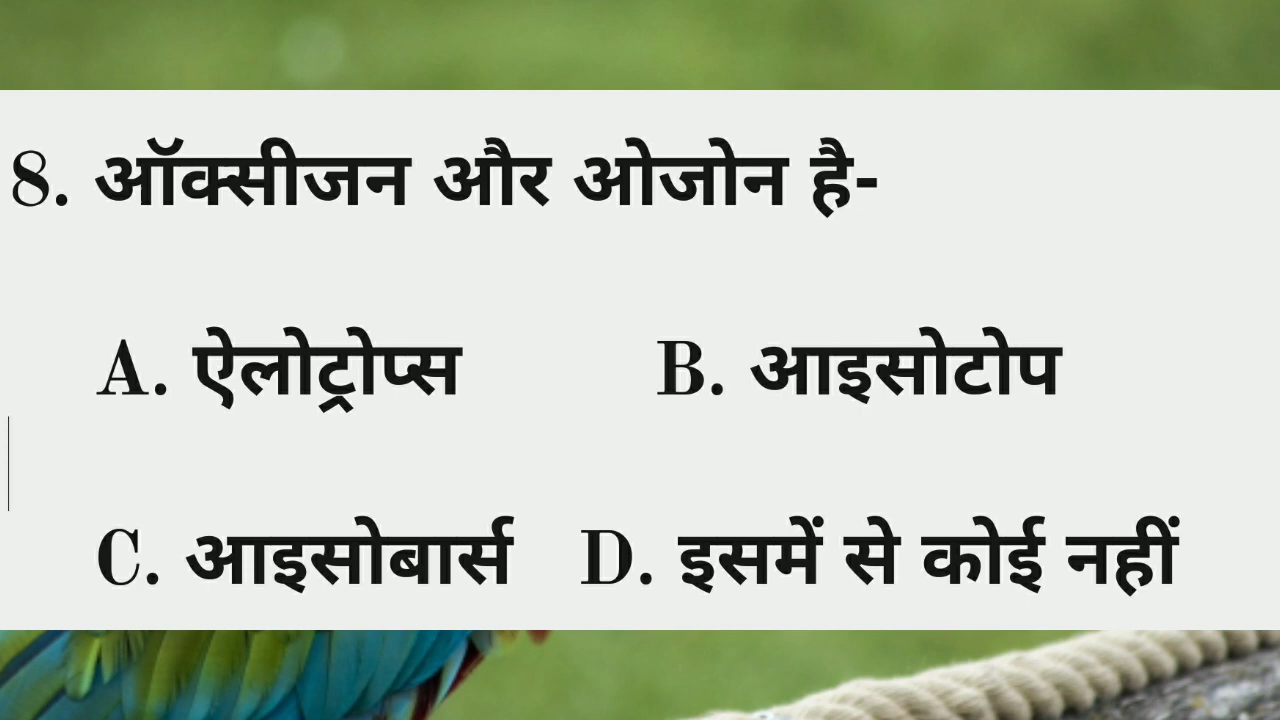 8. ऑक्सीजन और ओजोन है-
A. ऐलोट्रोप्स B. आइसोटोप
C. आइसोबार्स D. इसमें से कोई नहीं